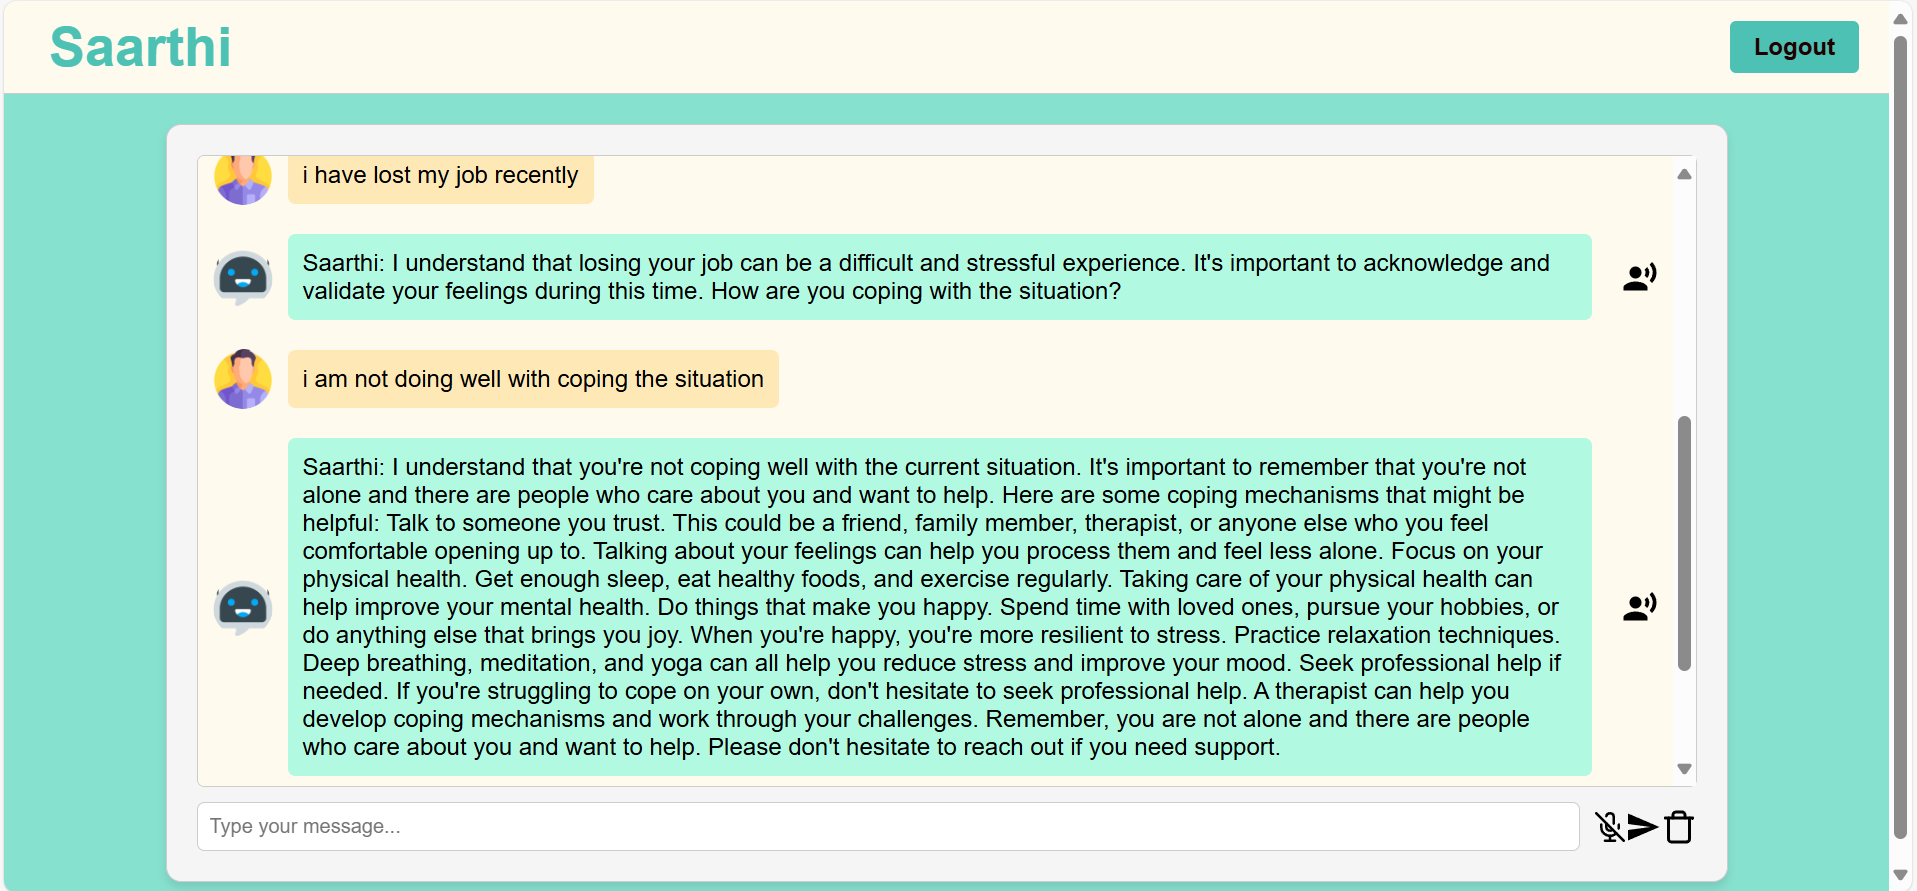 Saarthi
Logout
i have lost my job recently
Saarthi: I understand that losing your job can be a difficult and stressful experience. It's important to acknowledge and
validate your feelings during this time. How are you coping with the situation?
i am not doing well with coping the situation
Saarthi: I understand that you're not coping well with the current situation. It's important to remember that you're not
alone and there are people who care about you and want to help. Here are some coping mechanisms that might be
helpful: Talk to someone you trust. This could be a friend, family member, therapist, or anyone else who you feel
comfortable opening up to. Talking about your feelings can help you process them and feel less alone. Focus on your
physical health. Get enough sleep, eat healthy foods, and exercise regularly. Taking care of your physical health can
help improve your mental health. Do things that make you happy. Spend time with loved ones, pursue your hobbies, or
do anything else that brings you joy. When you're happy, you're more resilient to stress. Practice relaxation techniques.
Deep breathing, meditation, and yoga can all help you reduce stress and improve your mood. Seek professional help if
needed. If you're struggling to cope on your own, don't hesitate to seek professional help. A therapist can help you
develop coping mechanisms and work through your challenges. Remember, you are not alone and there are people
who care about you and want to help. Please don't hesitate to reach out if you need support.
Type your message...